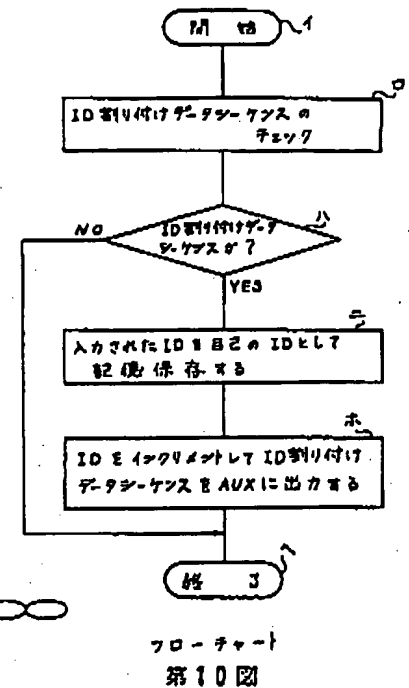 開始
イ
ロ
ID割り付けデータシーケンスの
チェック
ハ
NO
ID割り付けデータ
シーケンスか?
YES
ニ
入力されたIDを自己のIDとして
記憶保存する
ホ
IDをインクリメントしてID割り付け
データシーケンスをAUXに出力する
ヘ
終了
フローチャート
第10図